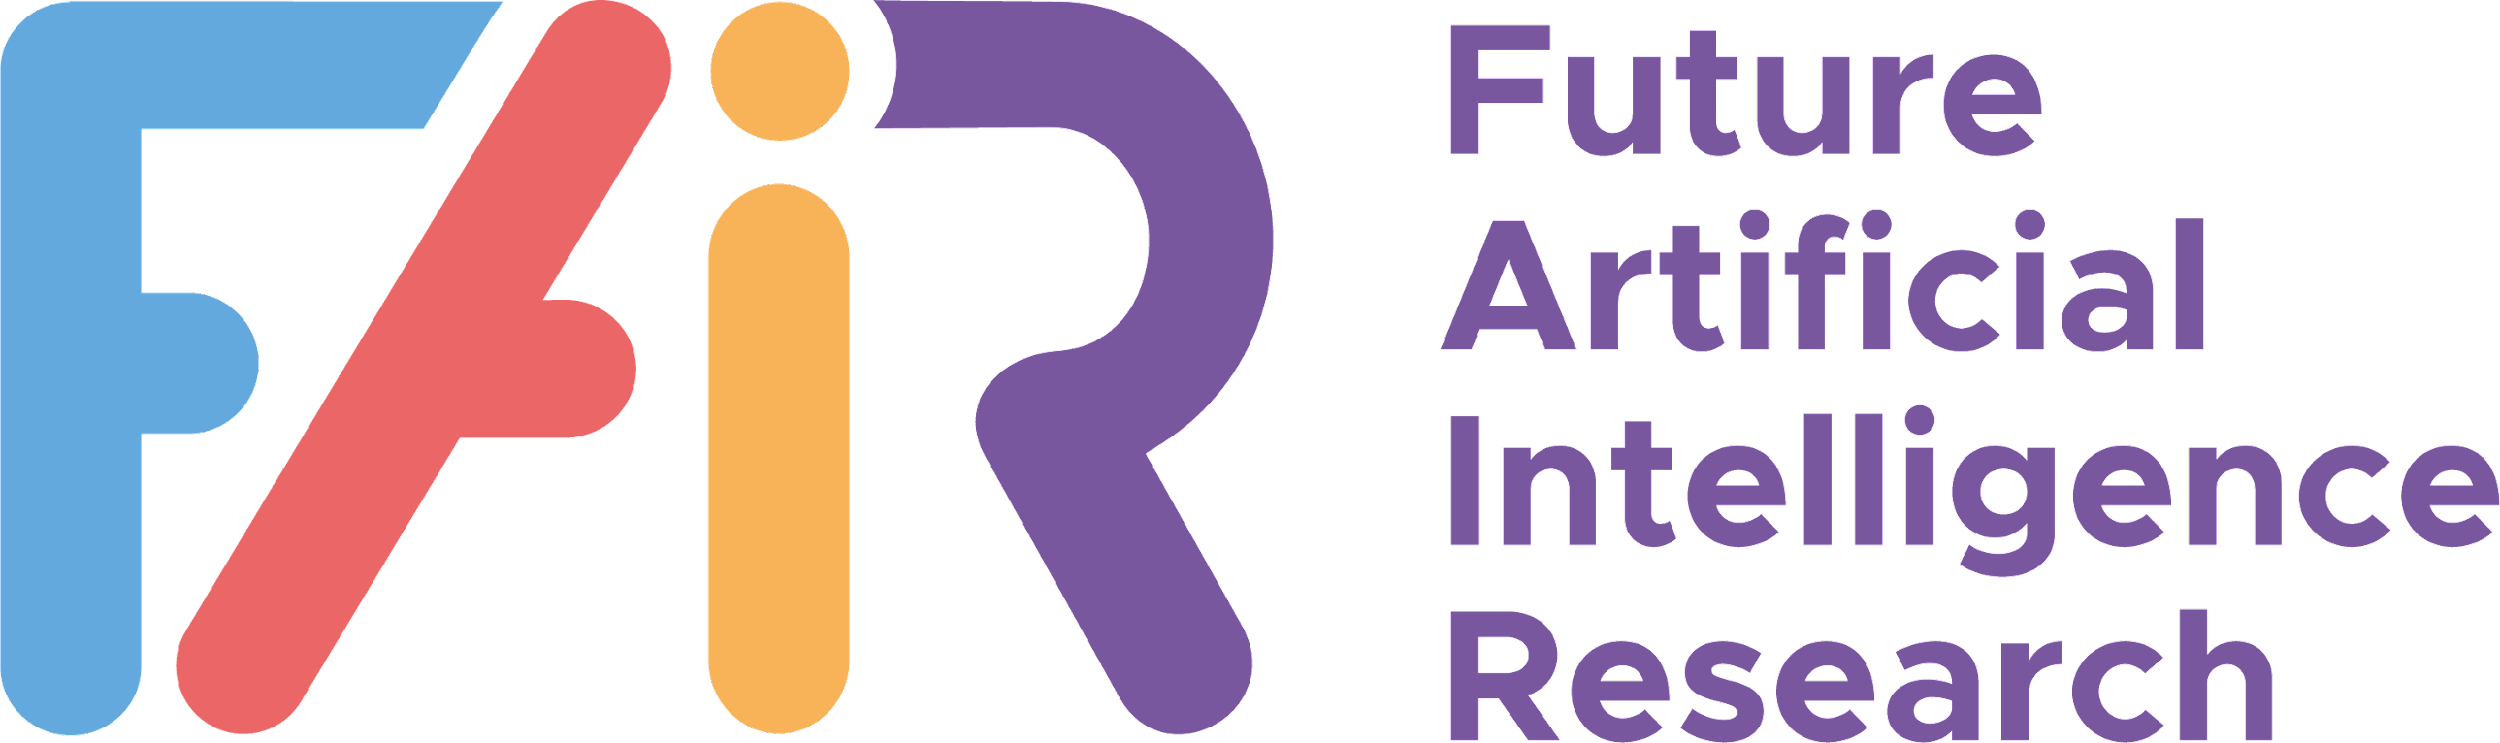 FAiR
Future
Artificial
Intelligence
Research